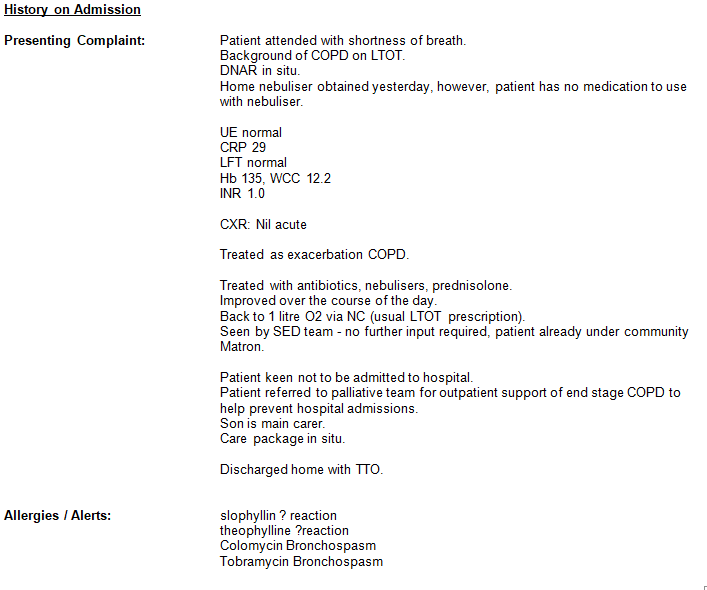 History on Admission
Presenting Complaint: Patient attended with shortness of breath.
Background of COPD on LTOT.
DNAR in situ.
Home nebuliser obtained yesterday, however, patient has no medication to use
with nebuliser.
UE normal
CRP 29
LFT normal
Hb 135, WCC 12.2
INR 1.0
CXR: Nil acute
Treated as exacerbation COPD.
Treated with antibiotics, nebulisers, prednisolone.
Improved over the course of the day.
Back to 1 litre O2 via NC (usual LTOT prescription).
Seen by SED team - no further input required, patient already under community
Matron.
Patient keen not to be admitted to hospital.
Patient referred to palliative team for outpatient support of end stage COPD to
help prevent hospital admissions.
Son is main carer.
Care package in situ.
Discharged home with TTO.
Allergies / Alerts: slophyllin ? reaction
theophylline ?reaction
Colomycin Bronchospasm
Tobramycin Bronchospasm